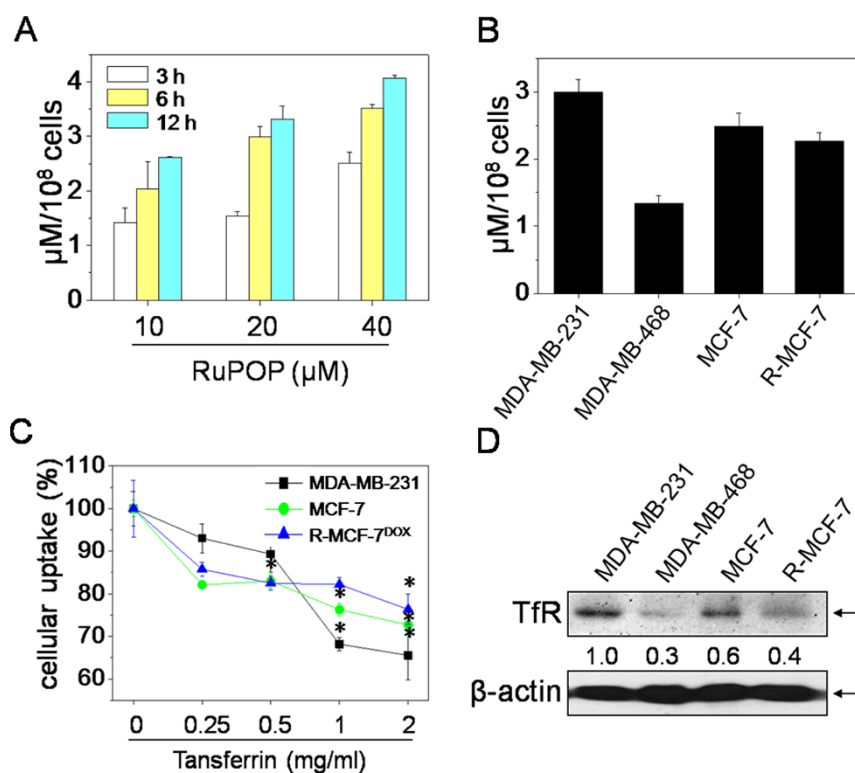 A
µM/10⁸ cells
4
3
2
1
0
3 h
6 h
12 h
10 20 40
RuPOP (µM)
B
µM/10⁸ cells
3
2
1
0
MDA-MB-231
MDA-MB-468
MCF-7
R-MCF-7
C
cellular uptake (%)
110
100
90
80
70
60
MDA-MB-231
MCF-7
R-MCF-7ᴰᴼˣ
* * * * * *
0 0.25 0.5 1 2
Tansferrin (mg/ml)
D
MDA-MB-231
MDA-MB-468
MCF-7
R-MCF-7
TfR
1.0 0.3 0.6 0.4
β-actin